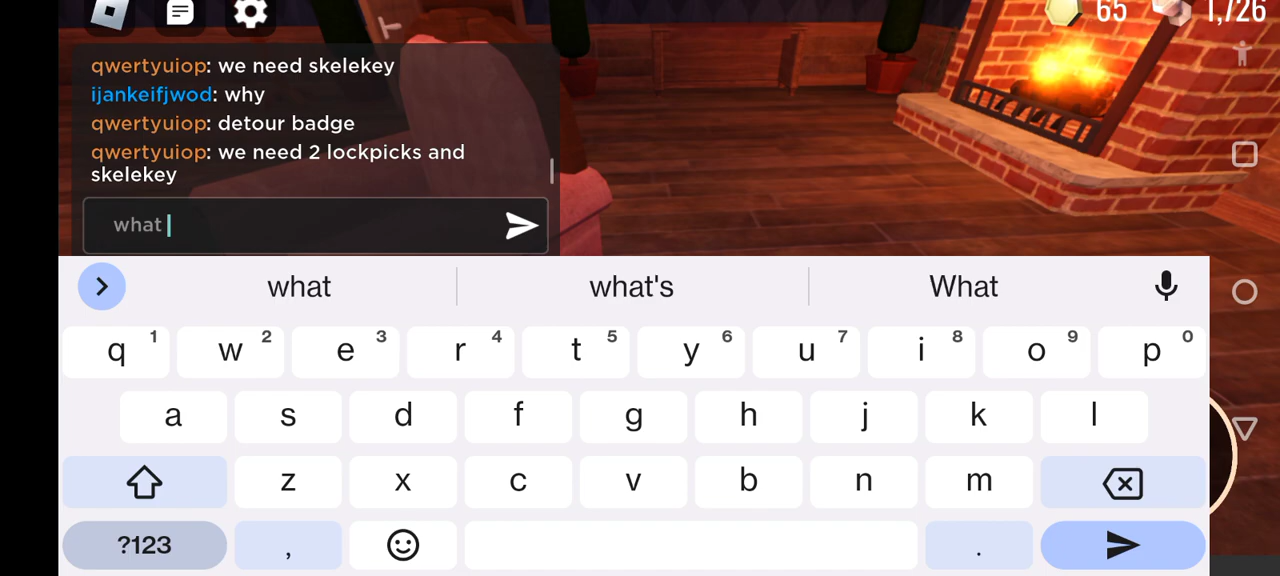 65 1,726
qwertyuiop: we need skelekey
ijankeifjwod: why
qwertyuiop: detour badge
qwertyuiop: we need 2 lockpicks and
skelekey
what
what what's What
q 1 w 2 e 3 r 4 t 5 y 6 u 7 i 8 o 9 p 0
a s d f g h j k l
z x c v b n m
?123 , .